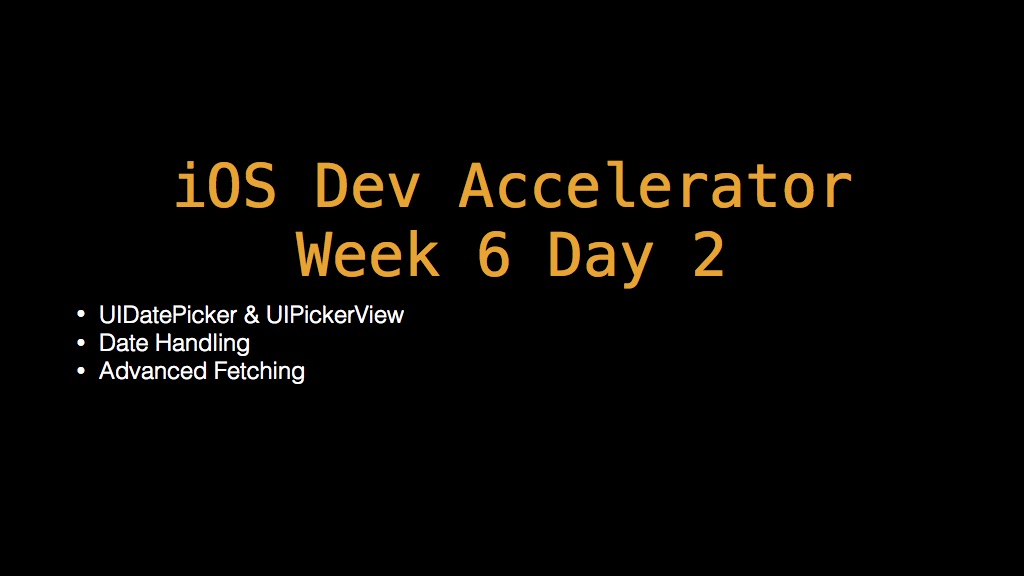 iOS Dev Accelerator
Week 6 Day 2
• UIDatePicker & UIPickerView
• Date Handling
• Advanced Fetching